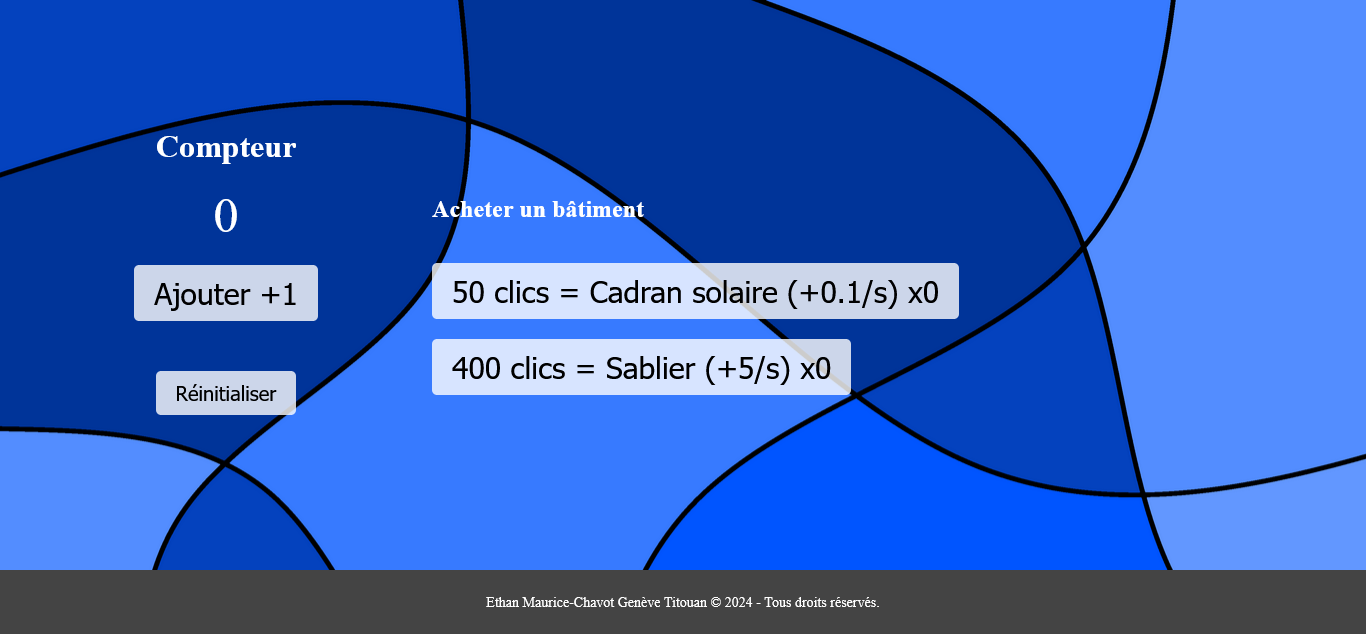 Compteur
0
Ajouter +1
Réinitialiser
Acheter un bâtiment
50 clics = Cadran solaire (+0.1/s) x0
400 clics = Sablier (+5/s) x0
Ethan Maurice-Chavot Genève Titouan © 2024 - Tous droits réservés.